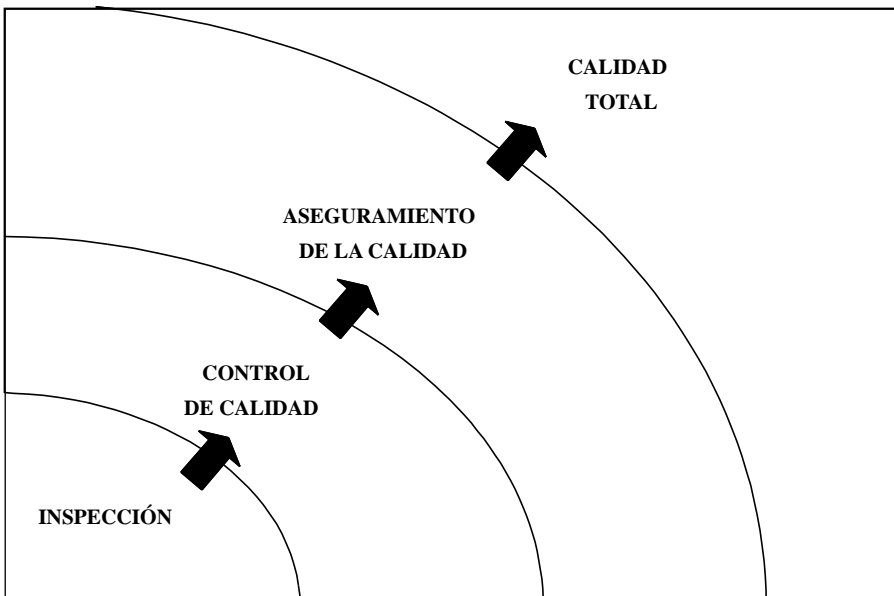 CALIDAD
TOTAL
ASEGURAMIENTO
DE LA CALIDAD
CONTROL
DE CALIDAD
INSPECCIÓN